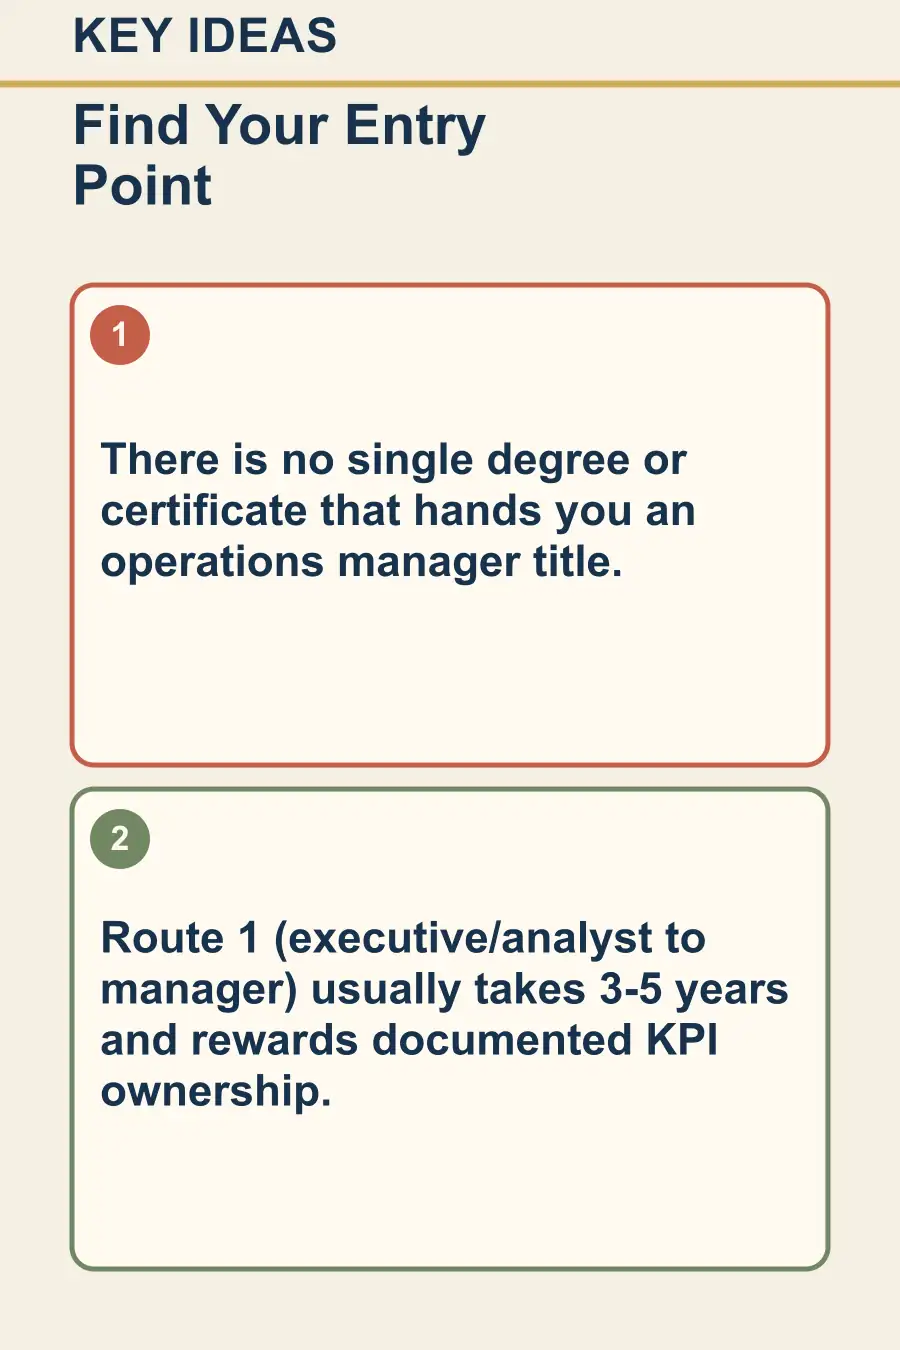 KEY IDEAS
Find Your Entry
Point
1
There is no single degree or
certificate that hands you an
operations manager title.
2
Route 1 (executive/analyst to
manager) usually takes 3-5 years
and rewards documented KPI
ownership.